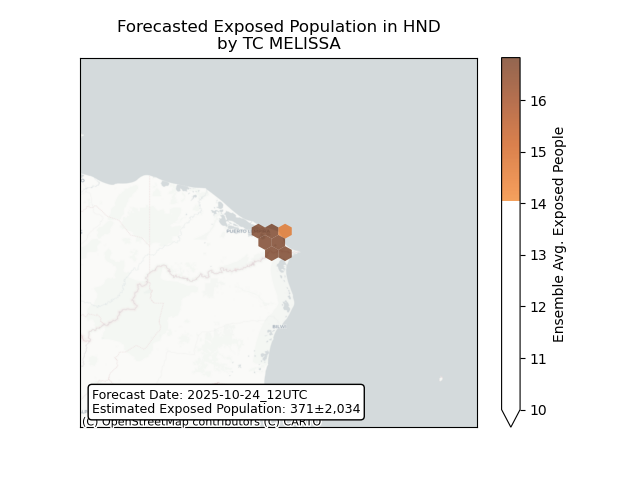 Forecasted Exposed Population in HND
by TC MELISSA
16
15
14
13
12
11
10
Ensemble Avg. Exposed People
Forecast Date: 2025-10-24_12UTC
Estimated Exposed Population: 371±2,034
(C) OpenStreetMap contributors (C) CARTO